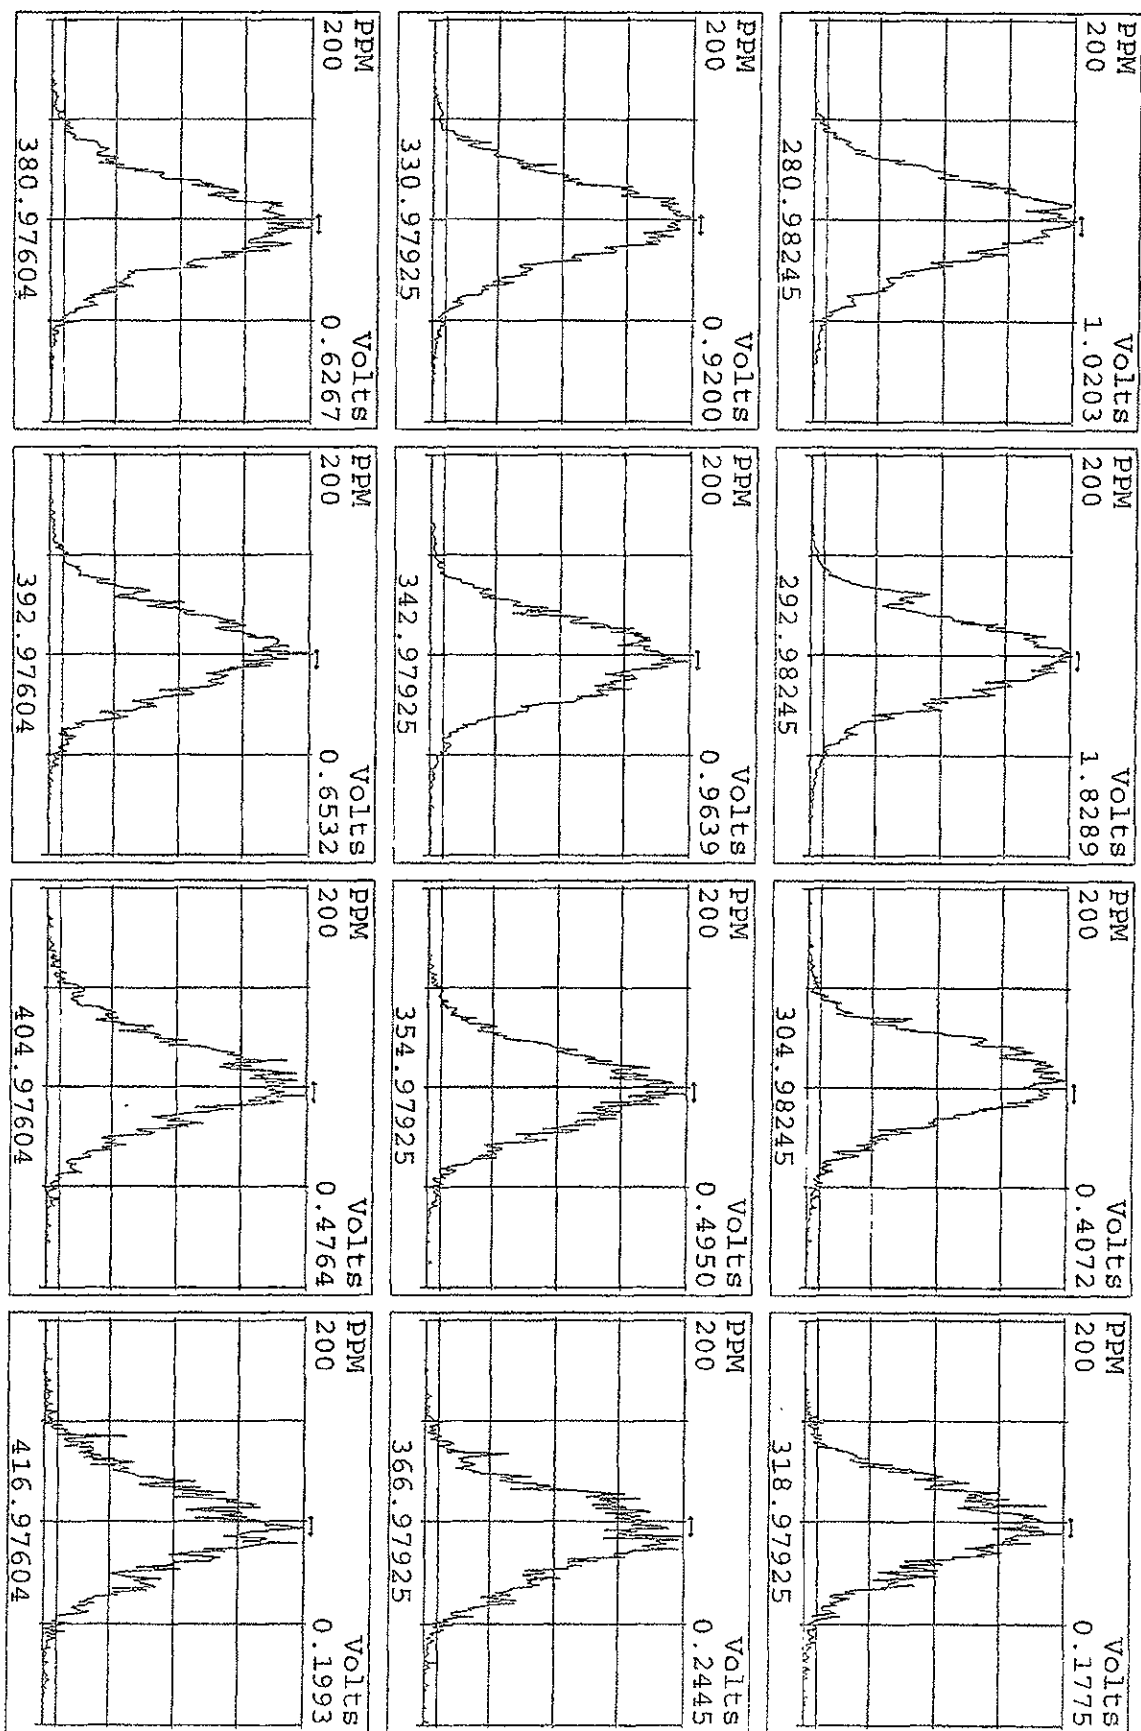 PPM Volts
200 1.0203
280.98245
PPM Volts
200 1.8289
292.98245
PPM Volts
200 0.4072
304.98245
PPM Volts
200 0.1775
318.97925
PPM Volts
200 0.9200
330.97925
PPM Volts
200 0.9639
342.97925
PPM Volts
200 0.4950
354.97925
PPM Volts
200 0.2445
366.97925
PPM Volts
200 0.6267
380.97604
PPM Volts
200 0.6532
392.97604
PPM Volts
200 0.4764
404.97604
PPM Volts
200 0.1993
416.97604